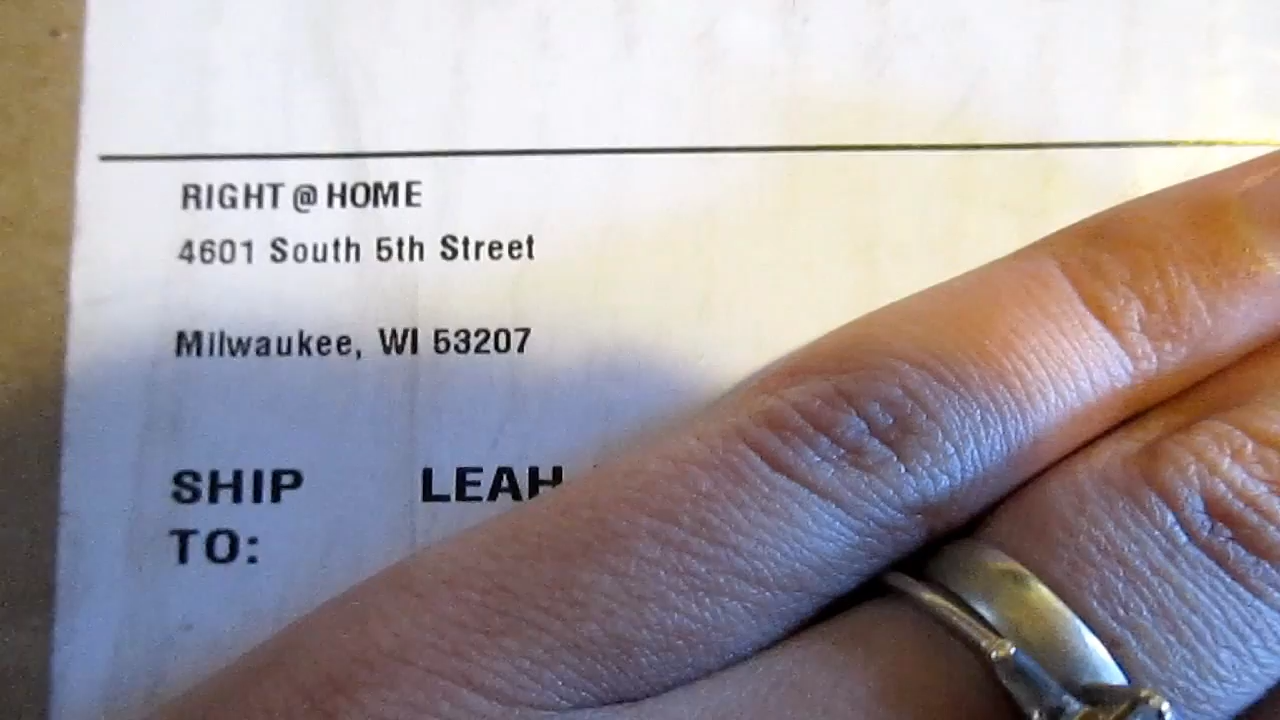 RIGHT @ HOME
4601 South 5th Street
Milwaukee, WI 53207
SHIP TO: LEAH